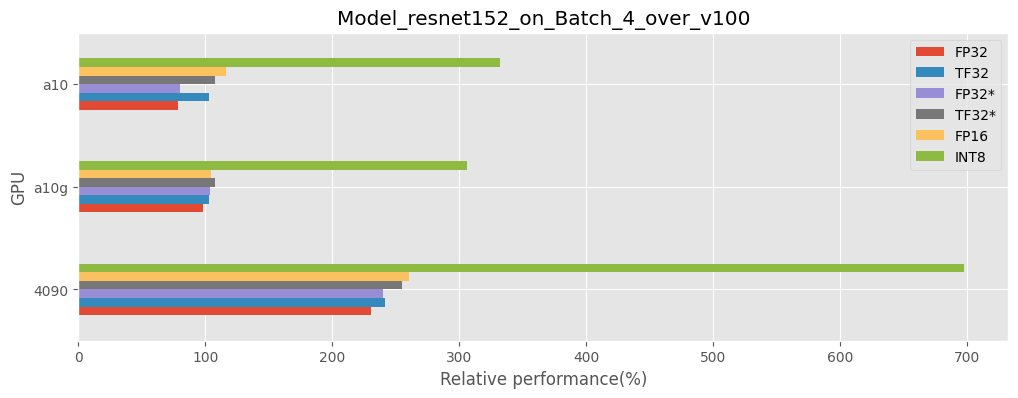 Model_resnet152_on_Batch_4_over_v100
FP32
TF32
FP32*
TF32*
FP16
INT8
GPU
a10
a10g
4090
0 100 200 300 400 500 600 700
Relative performance(%)